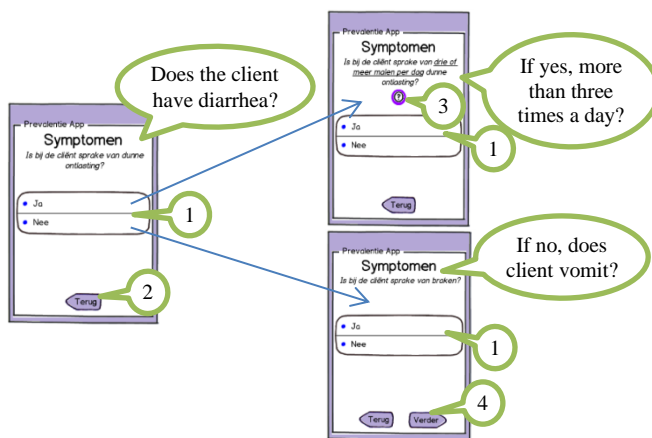 Does the client
have diarrhea?
Prevalentie App
Symptomen
Is bij de cliënt sprake van dunne
ontlasting?
Ja
Nee
1
Terug
2
Prevalentie App
Symptomen
Is bij de cliënt sprake van drie of
meer malen per dag dunne
ontlasting?
?
3
Ja
Nee
1
Terug
If yes, more
than three
times a day?
Prevalentie App
Symptomen
Is bij de cliënt sprake van braken?
If no, does
client vomit?
Ja
Nee
1
Terug
Verder
4